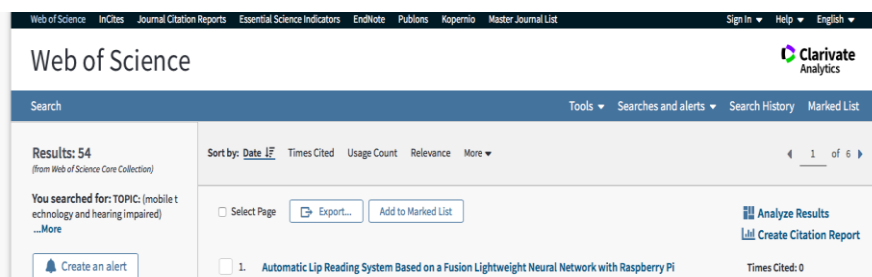 Web of Science InCites Journal Citation Reports Essential Science Indicators EndNote Publons Kopernio Master Journal List Sign In Help English
Web of Science
Clarivate
Analytics
Search Tools Searches and alerts Search History Marked List
Results: 54
(from Web of Science Core Collection)
Sort by: Date Times Cited Usage Count Relevance More 1 of 6
You searched for: TOPIC: (mobile t
echnology and hearing impaired)
...More
Select Page Export... Add to Marked List
Analyze Results
Create Citation Report
Create an alert
1. Automatic Lip Reading System Based on a Fusion Lightweight Neural Network with Raspberry Pi Times Cited: 0